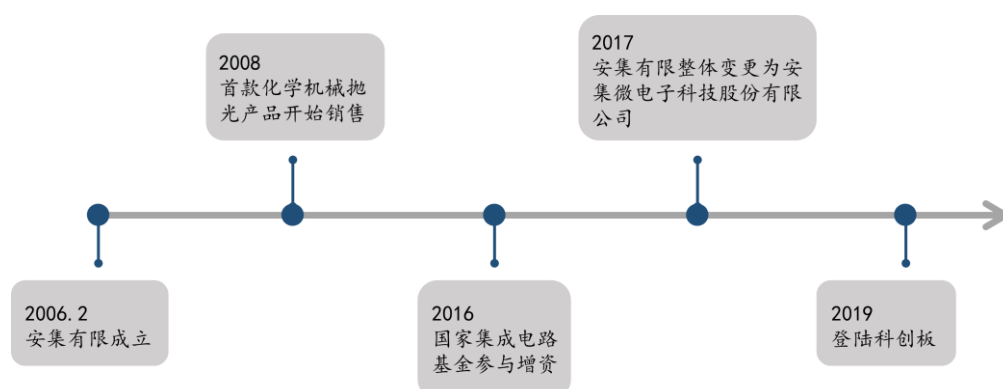 2008
首款化学机械抛
光产品开始销售
2017
安集有限整体变更为安
集微电子科技股份有限
公司
2006.2
安集有限成立
2016
国家集成电路
基金参与增资
2019
登陆科创板